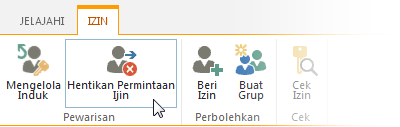 JELAJAHI IZIN
Mengelola Induk
Hentikan Permintaan Ijin
Beri Izin
Buat Grup
Cek Izin
Pewarisan Perbolehkan Cek